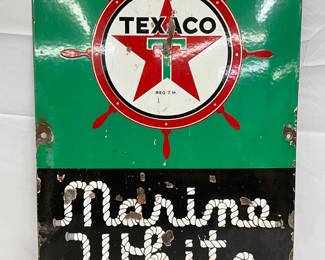 TEXACO
T
REG. T.M.
Marine
White